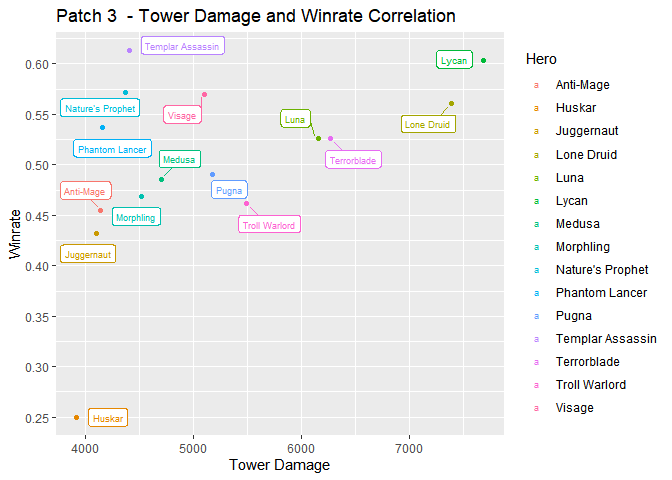 Patch 3  - Tower Damage and Winrate Correlation
Templar Assassin
Lycan
Nature's Prophet
Visage
Lone Druid
Luna
Phantom Lancer
Medusa
Terrorblade
Anti-Mage
Pugna
Morphling
Troll Warlord
Juggernaut
Huskar
0.60
0.55
0.50
0.45
0.40
0.35
0.30
0.25
Winrate
4000
5000
6000
7000
Tower Damage
Hero
a Anti-Mage
a Huskar
a Juggernaut
a Lone Druid
a Luna
a Lycan
a Medusa
a Morphling
a Nature's Prophet
a Phantom Lancer
a Pugna
a Templar Assassin
a Terrorblade
a Troll Warlord
a Visage